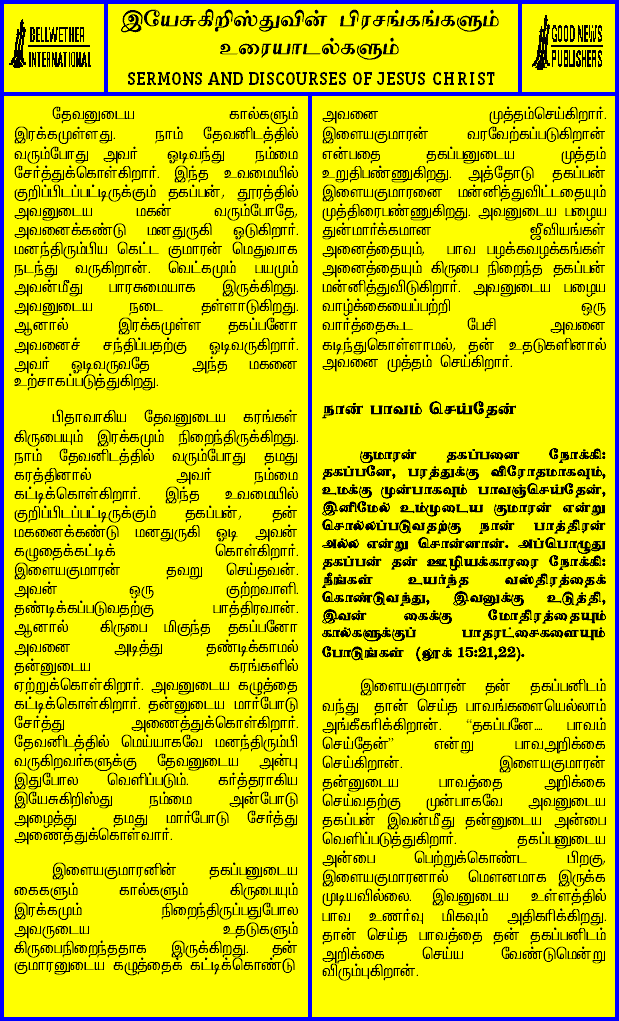 BELLWETHER
INTERNATIONAL
இயேசுகிறிஸ்துவின் பிரசங்கங்களும்
உரையாடல்களும்
SERMONS AND DISCOURSES OF JESUS CHRIST
GOOD NEWS
PUBLISHERS
தேவனுடைய கால்களும்
இரக்கமுள்ளது. நாம் தேவனிடத்தில்
வரும்போது அவர் ஓடிவந்து நம்மை
சேர்த்துக்கொள்கிறார். இந்த உவமையில்
குறிப்பிடப்பட்டிருக்கும் தகப்பன், தூரத்தில்
அவனுடைய மகன் வரும்போதே,
அவனைக்கண்டு மனதுருகி ஓடுகிறார்.
மனந்திரும்பிய கெட்ட குமாரன் மெதுவாக
நடந்து வருகிறான். வெட்கமும் பயமும்
அவன்மீது பாரசுமையாக இருக்கிறது.
அவனுடைய நடை தள்ளாடுகிறது.
ஆனால் இரக்கமுள்ள தகப்பனோ
அவனைச் சந்திப்பதற்கு ஓடிவருகிறார்.
அவர் ஓடிவருவதே அந்த மகனை
உற்சாகப்படுத்துகிறது.
பிதாவாகிய தேவனுடைய கரங்கள்
கிருபையும் இரக்கமும் நிறைந்திருக்கிறது.
நாம் தேவனிடத்தில் வரும்போது தமது
கரத்தினால் அவர் நம்மை
கட்டிக்கொள்கிறார். இந்த உவமையில்
குறிப்பிடப்பட்டிருக்கும் தகப்பன், தன்
மகனைக்கண்டு மனதுருகி ஓடி அவன்
கழுதைக்கட்டிக் கொள்கிறார்.
இளையகுமாரன் தவறு செய்தவன்.
அவன் ஒரு குற்றவாளி.
தண்டிக்கப்படுவதற்கு பாத்திரவான்.
ஆனால் கிருபை மிகுந்த தகப்பனோ
அவனை அடித்து தண்டிக்காமல்
தன்னுடைய கரங்களில்
ஏற்றுக்கொள்கிறார். அவனுடைய கழுத்தை
கட்டிக்கொள்கிறார். தன்னுடைய மார்போடு
சேர்த்து அணைத்துக்கொள்கிறார்.
தேவனிடத்தில் மெய்யாகவே மனந்திரும்பி
வருகிறவர்களுக்கு தேவனுடைய அன்பு
இதுபோல வெளிப்படும். கர்த்தராகிய
இயேசுகிறிஸ்து நம்மை அன்போடு
அழைத்து தமது மார்போடு சேர்த்து
அணைத்துக்கொள்வார்.
இளையகுமாரனின் தகப்பனுடைய
கைகளும் கால்களும் கிருபையும்
இரக்கமும் நிறைந்திருப்பதுபோல
அவருடைய உதடுகளும்
கிருபைநிறைந்ததாக இருக்கிறது. தன்
குமாரனுடைய கழுத்தைக் கட்டிக்கொண்டு
அவனை முத்தம்செய்கிறார்.
இளையகுமாரன் வரவேற்கப்படுகிறான்
என்பதை தகப்பனுடைய முத்தம்
உறுதிபண்ணுகிறது. அத்தோடு தகப்பன்
இளையகுமாரனை மன்னித்துவிட்டதையும்
முத்திரைபண்ணுகிறது. அவனுடைய பழைய
துன்மார்க்கமான ஜீவியங்கள்
அனைத்தையும், பாவ பழக்கவழக்கங்கள்
அனைத்தையும் கிருபை நிறைந்த தகப்பன்
மன்னித்துவிடுகிறார். அவனுடைய பழைய
வாழ்க்கையைப்பற்றி ஒரு
வார்த்தைகூட பேசி அவனை
கடிந்துகொள்ளாமல், தன் உதடுகளினால்
அவனை முத்தம் செய்கிறார்.
நான் பாவம் செய்தேன்
குமாரன் தகப்பனை நோக்கி:
தகப்பனே, பரத்துக்கு விரோதமாகவும்,
உமக்கு முன்பாகவும் பாவஞ்செய்தேன்,
இனிமேல் உம்முடைய குமாரன் என்று
சொல்லப்படுவதற்கு நான் பாத்திரன்
அல்ல என்று சொன்னான். அப்பொழுது
தகப்பன் தன் ஊழியக்காரரை நோக்கி:
நீங்கள் உயர்ந்த வஸ்திரத்தைக்
கொண்டுவந்து, இவனுக்கு உடுத்தி,
இவன் கைக்கு மோதிரத்தையும்
கால்களுக்குப் பாதரட்சைகளையும்
போடுங்கள் (லூக் 15:21,22).
இளையகுமாரன் தன் தகப்பனிடம்
வந்து தான் செய்த பாவங்களையெல்லாம்
அங்கீகரிக்கிறான். “தகப்பனே... பாவம்
செய்தேன்” என்று பாவஅறிக்கை
செய்கிறான். இளையகுமாரன்
தன்னுடைய பாவத்தை அறிக்கை
செய்வதற்கு முன்பாகவே அவனுடைய
தகப்பன் இவன்மீது தன்னுடைய அன்பை
வெளிப்படுத்துகிறார். தகப்பனுடைய
அன்பை பெற்றுக்கொண்ட பிறகு,
இளையகுமாரனால் மௌனமாக இருக்க
முடியவில்லை. இவனுடைய உள்ளத்தில்
பாவ உணர்வு மிகவும் அதிகரிக்கிறது.
தான் செய்த பாவத்தை தன் தகப்பனிடம்
அறிக்கை செய்ய வேண்டுமென்று
விரும்புகிறான்.